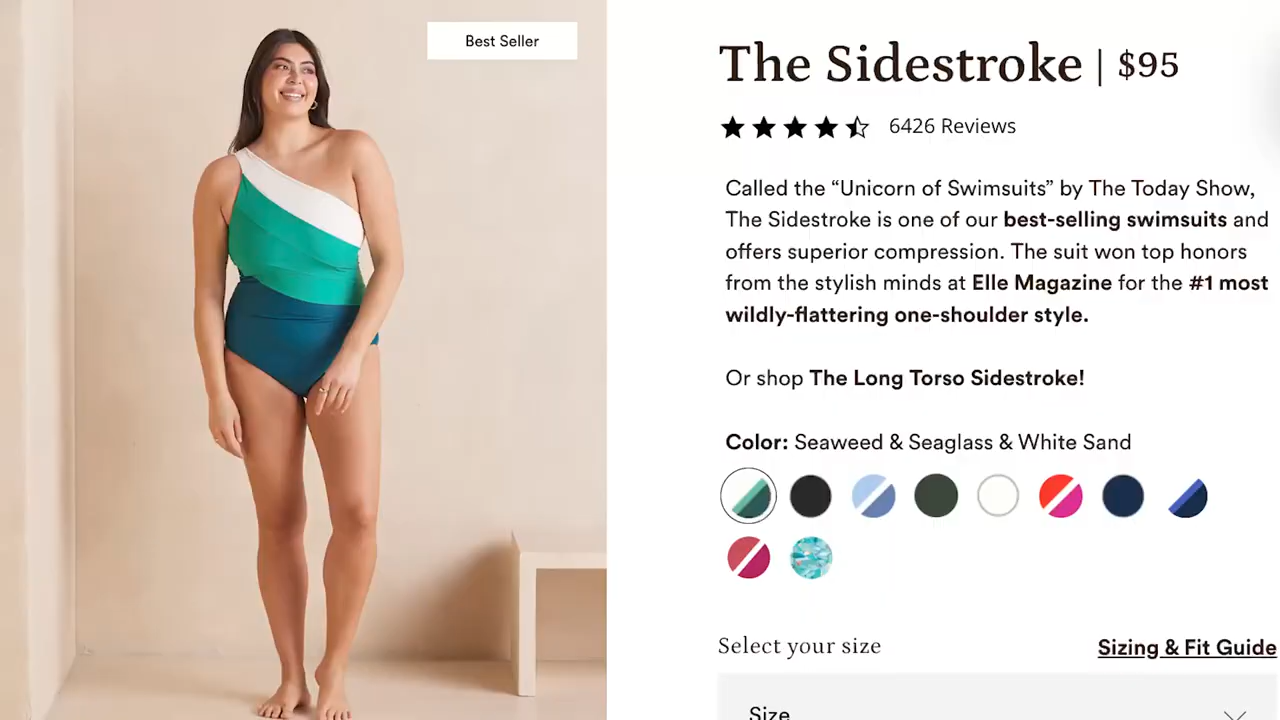 Best Seller
The Sidestroke | $95
6426 Reviews
Called the “Unicorn of Swimsuits” by The Today Show,
The Sidestroke is one of our best-selling swimsuits and
offers superior compression. The suit won top honors
from the stylish minds at Elle Magazine for the #1 most
wildly-flattering one-shoulder style.
Or shop The Long Torso Sidestroke!
Color: Seaweed & Seaglass & White Sand
Select your size
Sizing & Fit Guide
Size